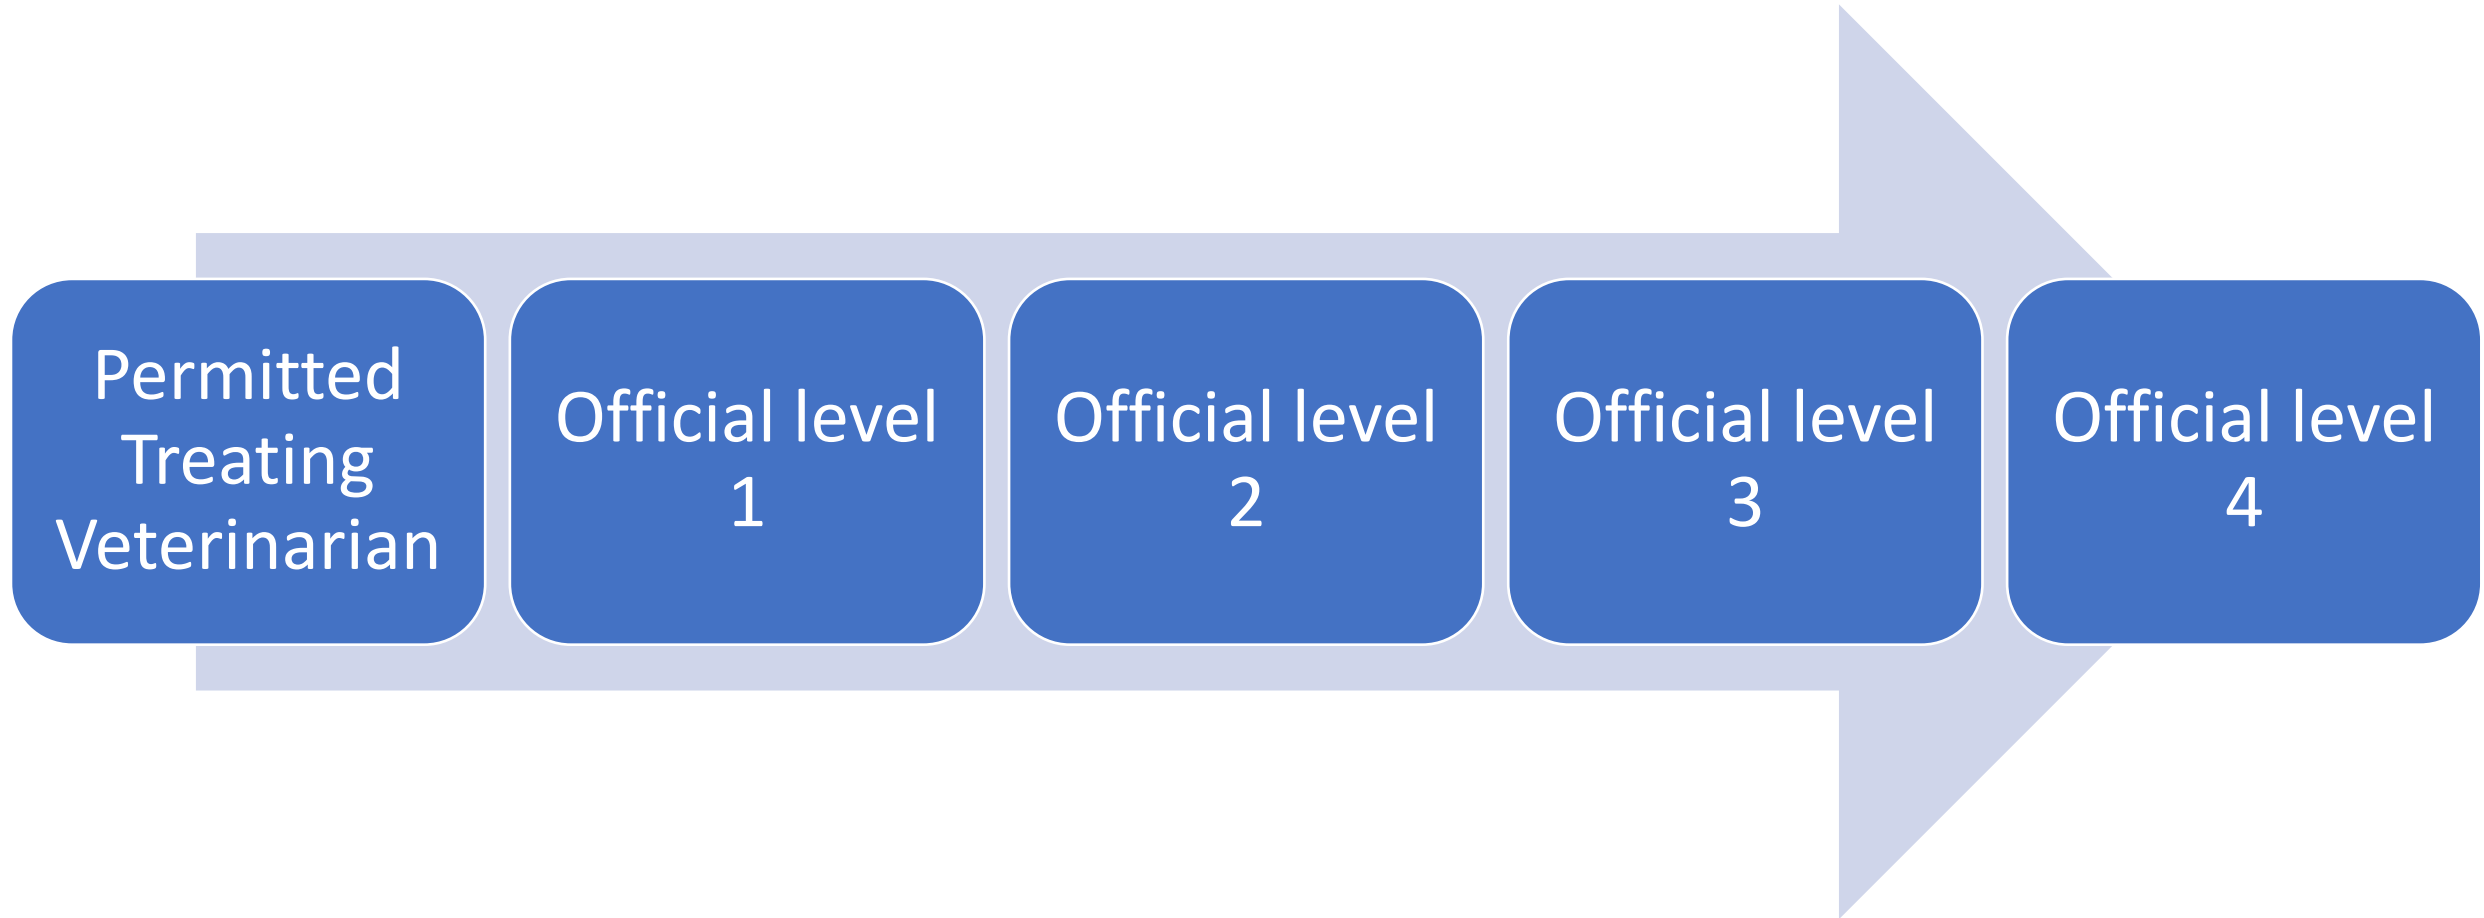 Permitted
Treating
Veterinarian
Official level
1
Official level
2
Official level
3
Official level
4